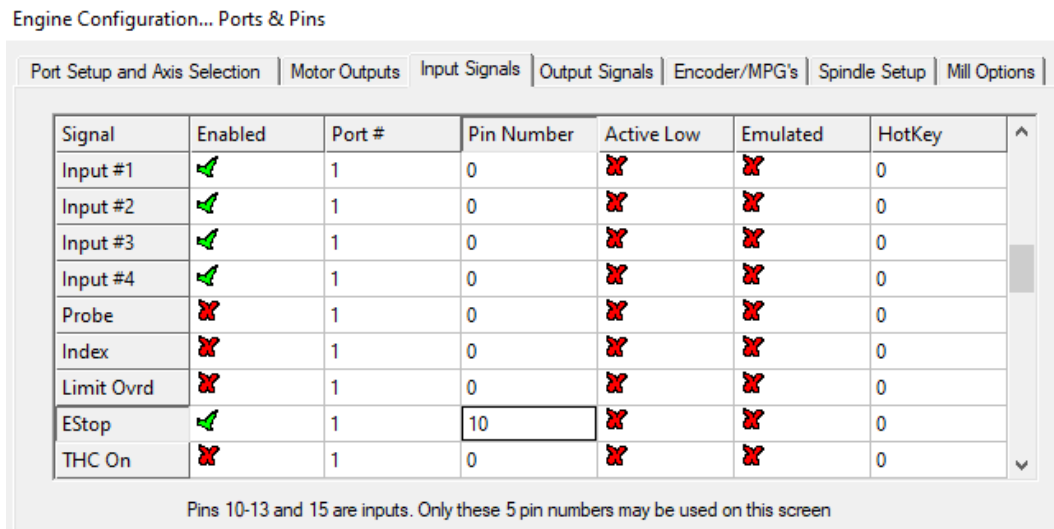 Engine Configuration... Ports & Pins
Port Setup and Axis Selection Motor Outputs Input Signals Output Signals Encoder/MPG's Spindle Setup Mill Options
Signal Enabled Port # Pin Number Active Low Emulated HotKey
Input #1 1 0 0
Input #2 1 0 0
Input #3 1 0 0
Input #4 1 0 0
Probe 1 0 0
Index 1 0 0
Limit Ovrd 1 0 0
EStop 1 10 0
THC On 1 0 0
Pins 10-13 and 15 are inputs. Only these 5 pin numbers may be used on this screen